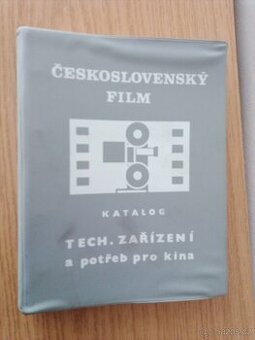 ČESKOSLOVENSKÝ
FILM
KATALOG
TECH. ZAŘÍZENÍ
a potřeb pro kina